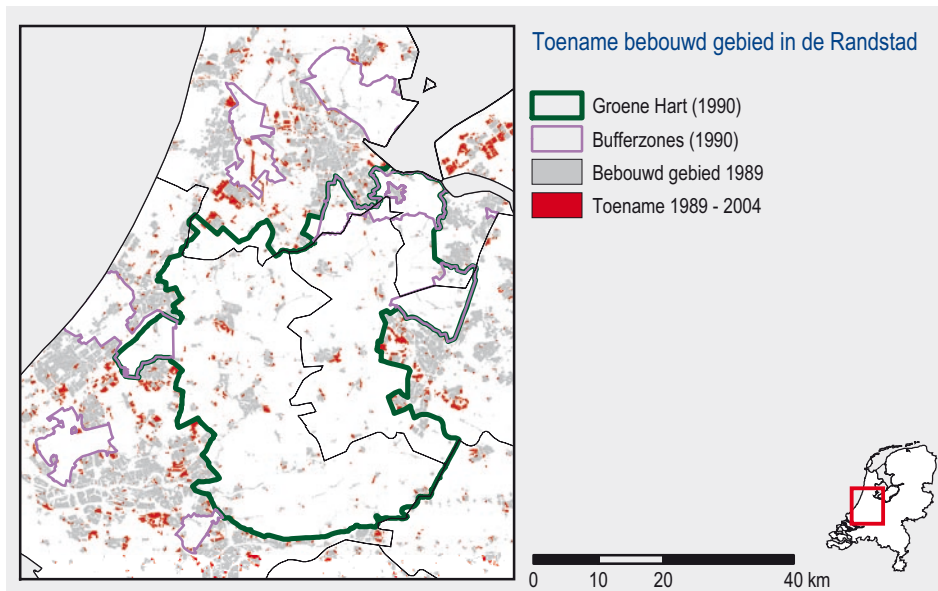 Toename bebouwd gebied in de Randstad
Groene Hart (1990)
Bufferzones (1990)
Bebouwd gebied 1989
Toename 1989 - 2004
0 10 20 40 km